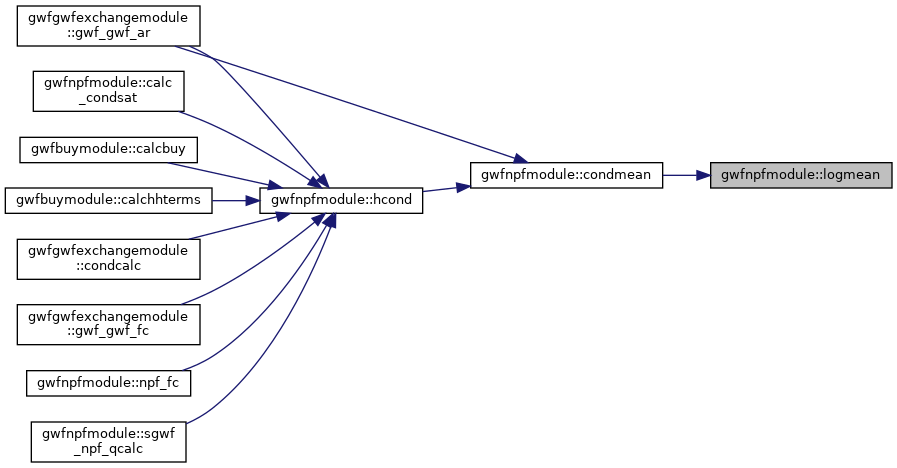 gwfgwfexchangemodule
::gwf_gwf_ar
gwfnpfmodule::calc
_condsat
gwfbuymodule::calcbuy
gwfnpfmodule::condmean
gwfnpfmodule::logmean
gwfbuymodule::calchhterms
gwfnpfmodule::hcond
gwfgwfexchangemodule
::condcalc
gwfgwfexchangemodule
::gwf_gwf_fc
gwfnpfmodule::npf_fc
gwfnpfmodule::sgwf
_npf_qcalc